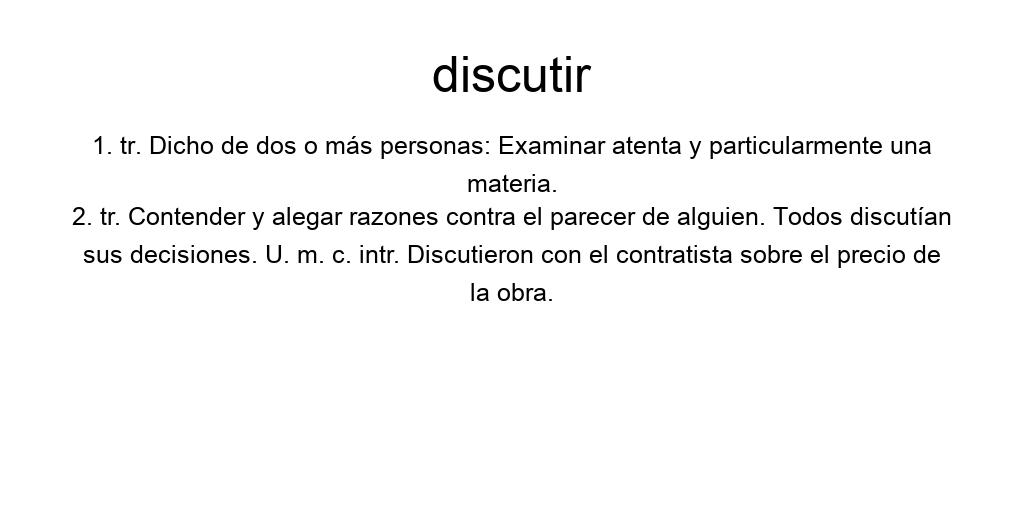 discutir
1. tr. Dicho de dos o más personas: Examinar atenta y particularmente una
materia.
2. tr. Contender y alegar razones contra el parecer de alguien. Todos discutían
sus decisiones. U. m. c. intr. Discutieron con el contratista sobre el precio de
la obra.